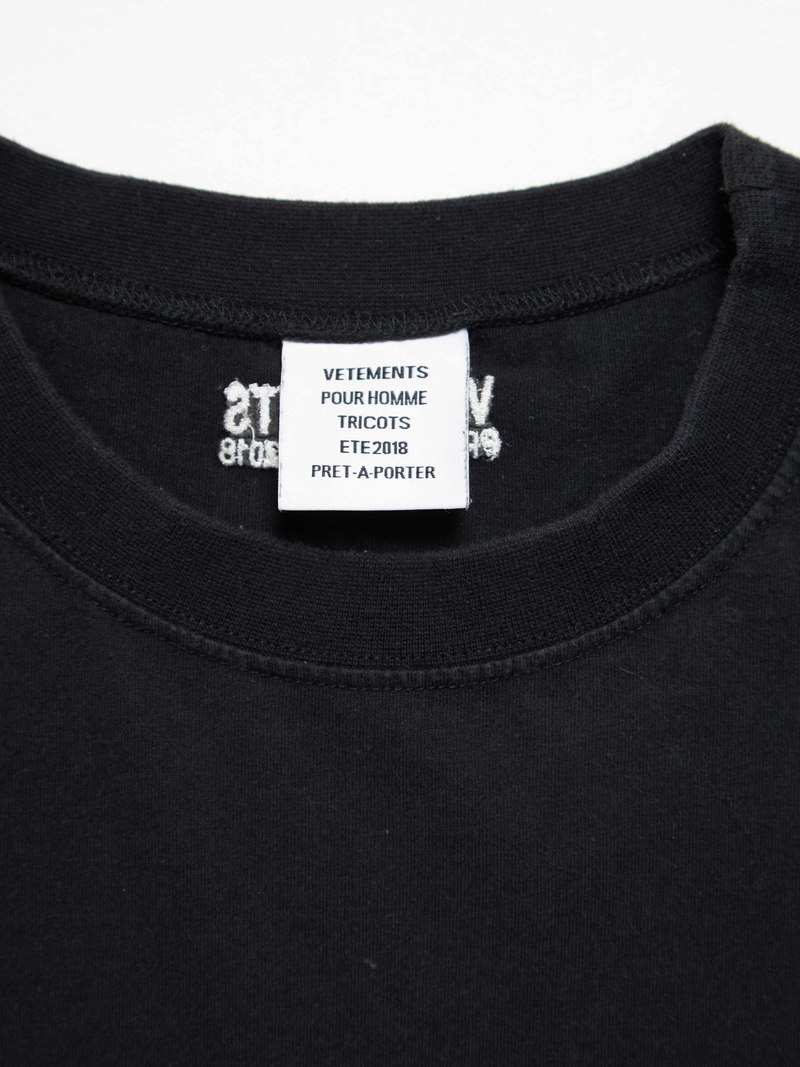 VETEMENTS
POUR HOMME
TRICOTS
ETE2018
PRET-A-PORTER